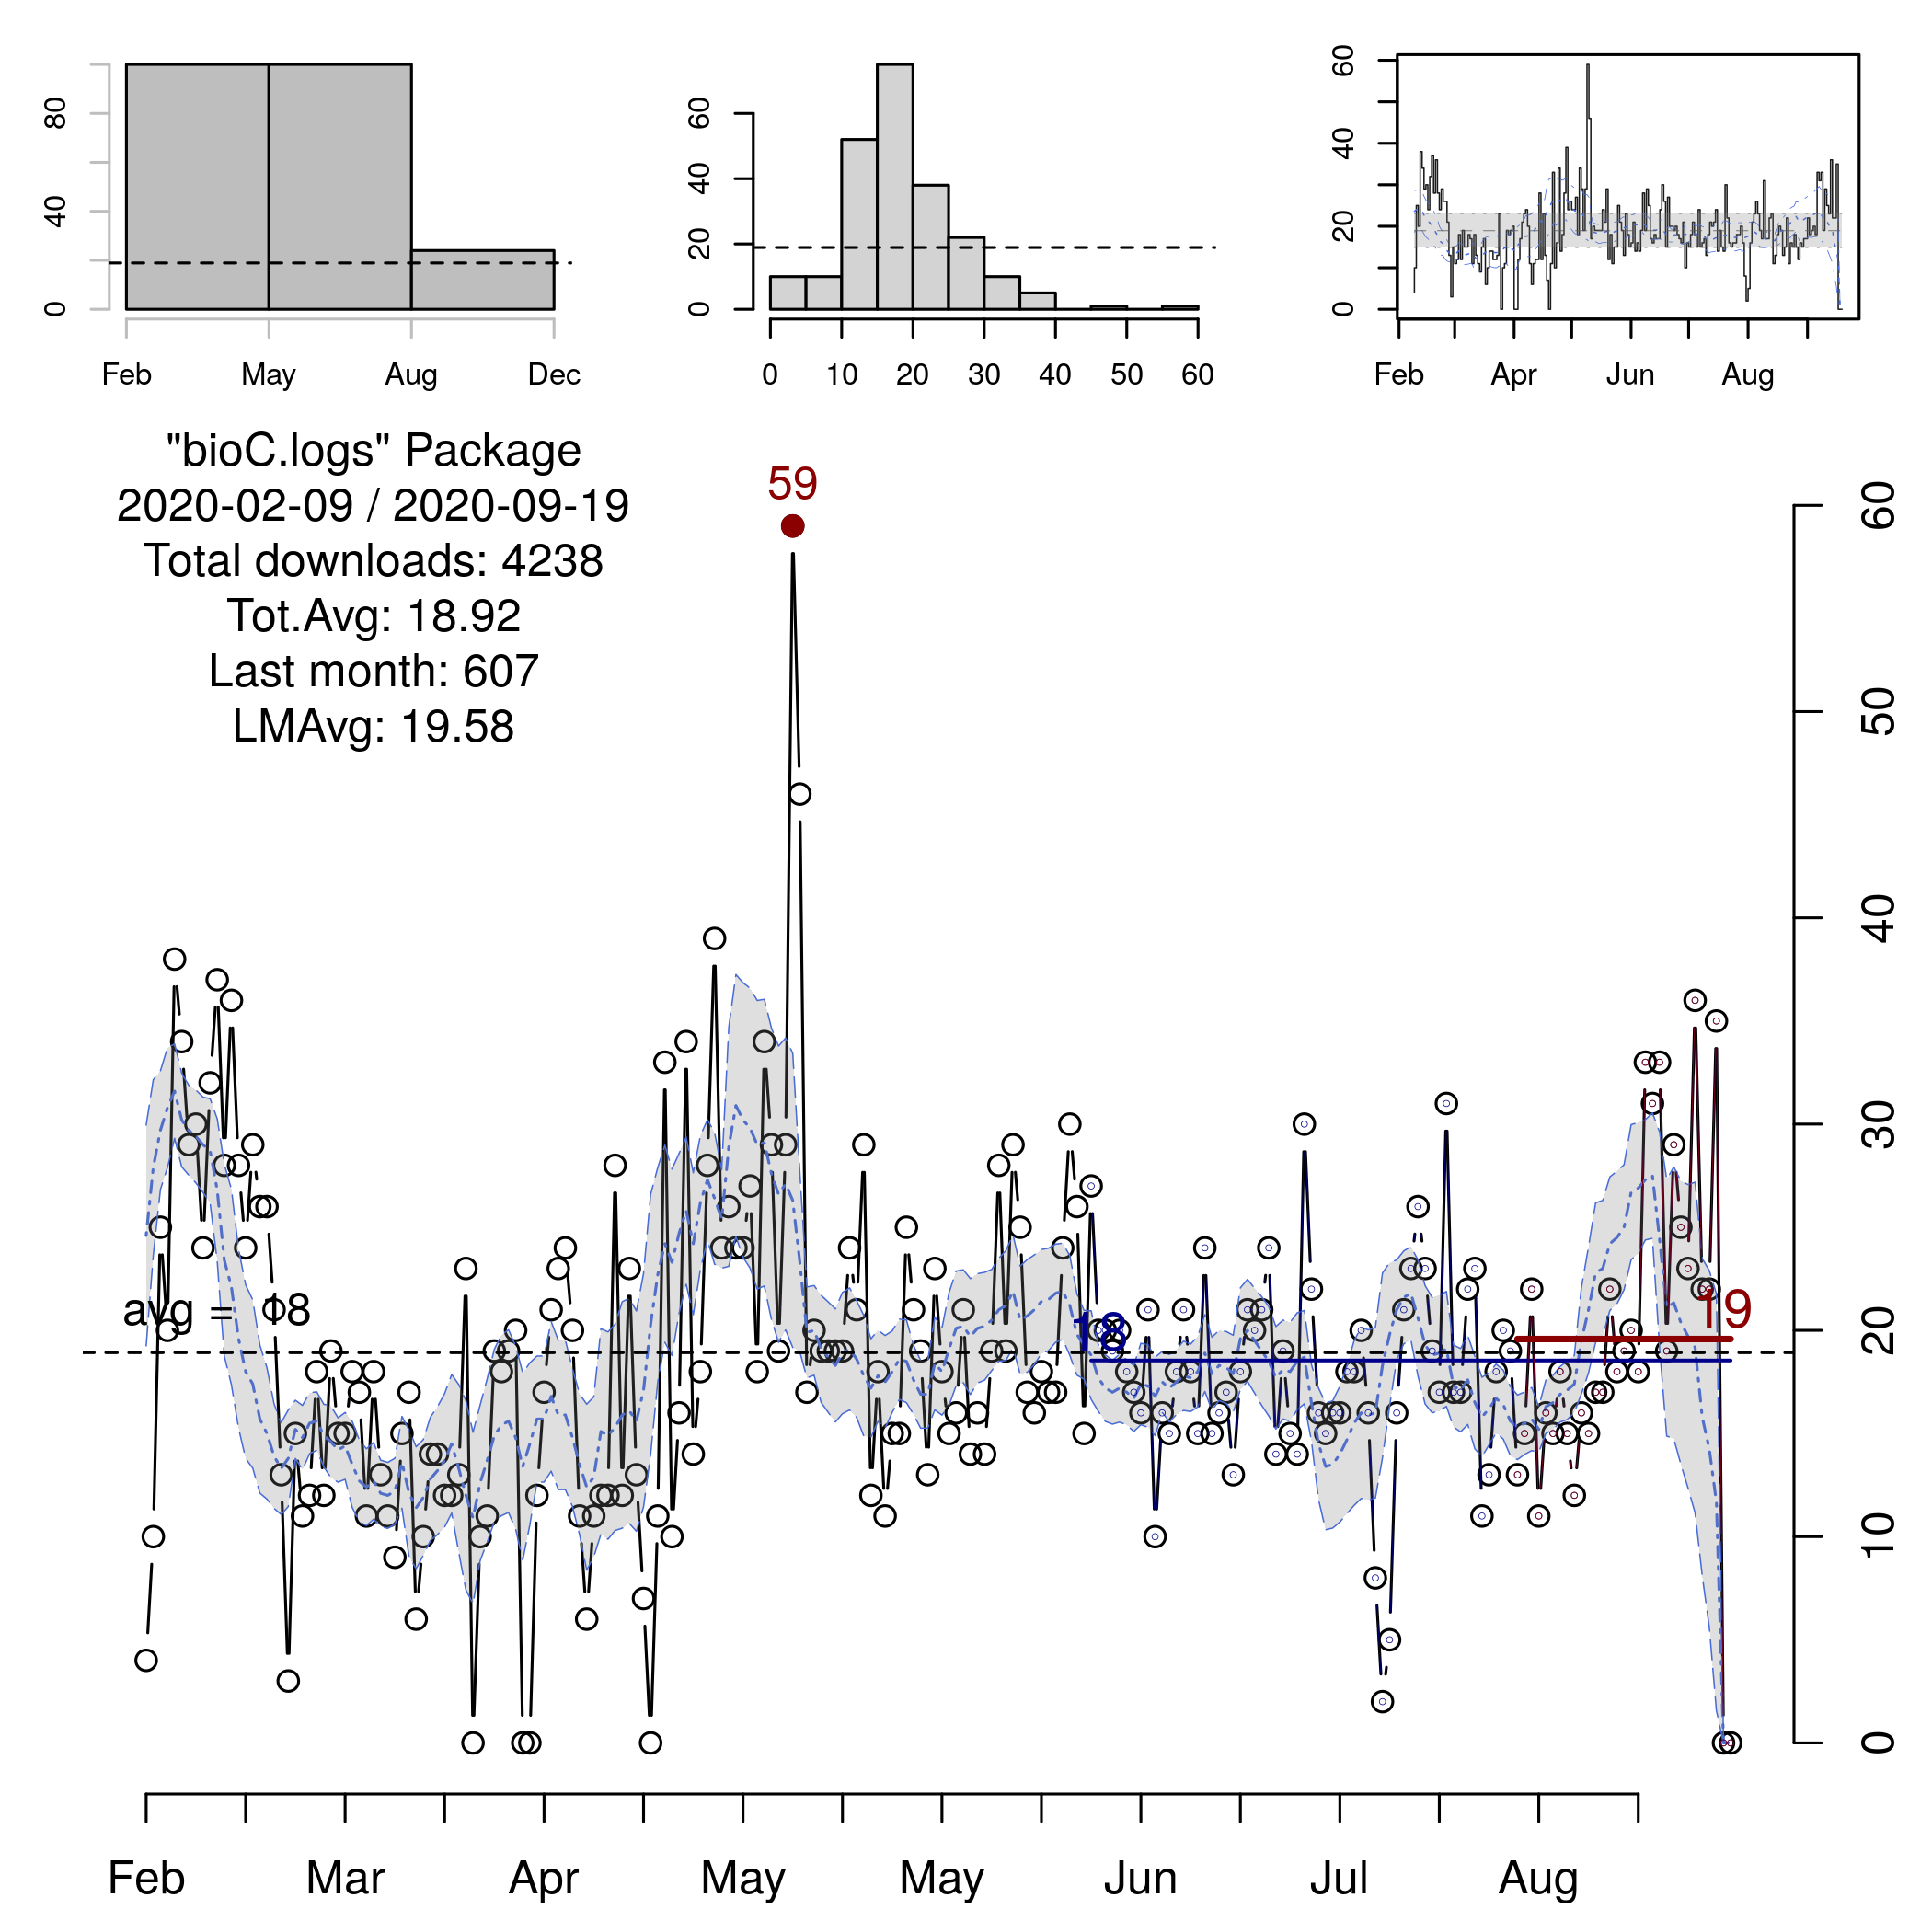 80
40
0
Feb May Aug Dec
60
40
20
0
0 10 20 30 40 50 60
60
40
20
0
Feb Apr Jun Aug
"bioC.logs" Package
2020-02-09 / 2020-09-19
Total downloads: 4238
Tot.Avg: 18.92
Last month: 607
LMAvg: 19.58
59
avg = 18
18
19
60
50
40
30
20
10
0
Feb Mar Apr May May Jun Jul Aug